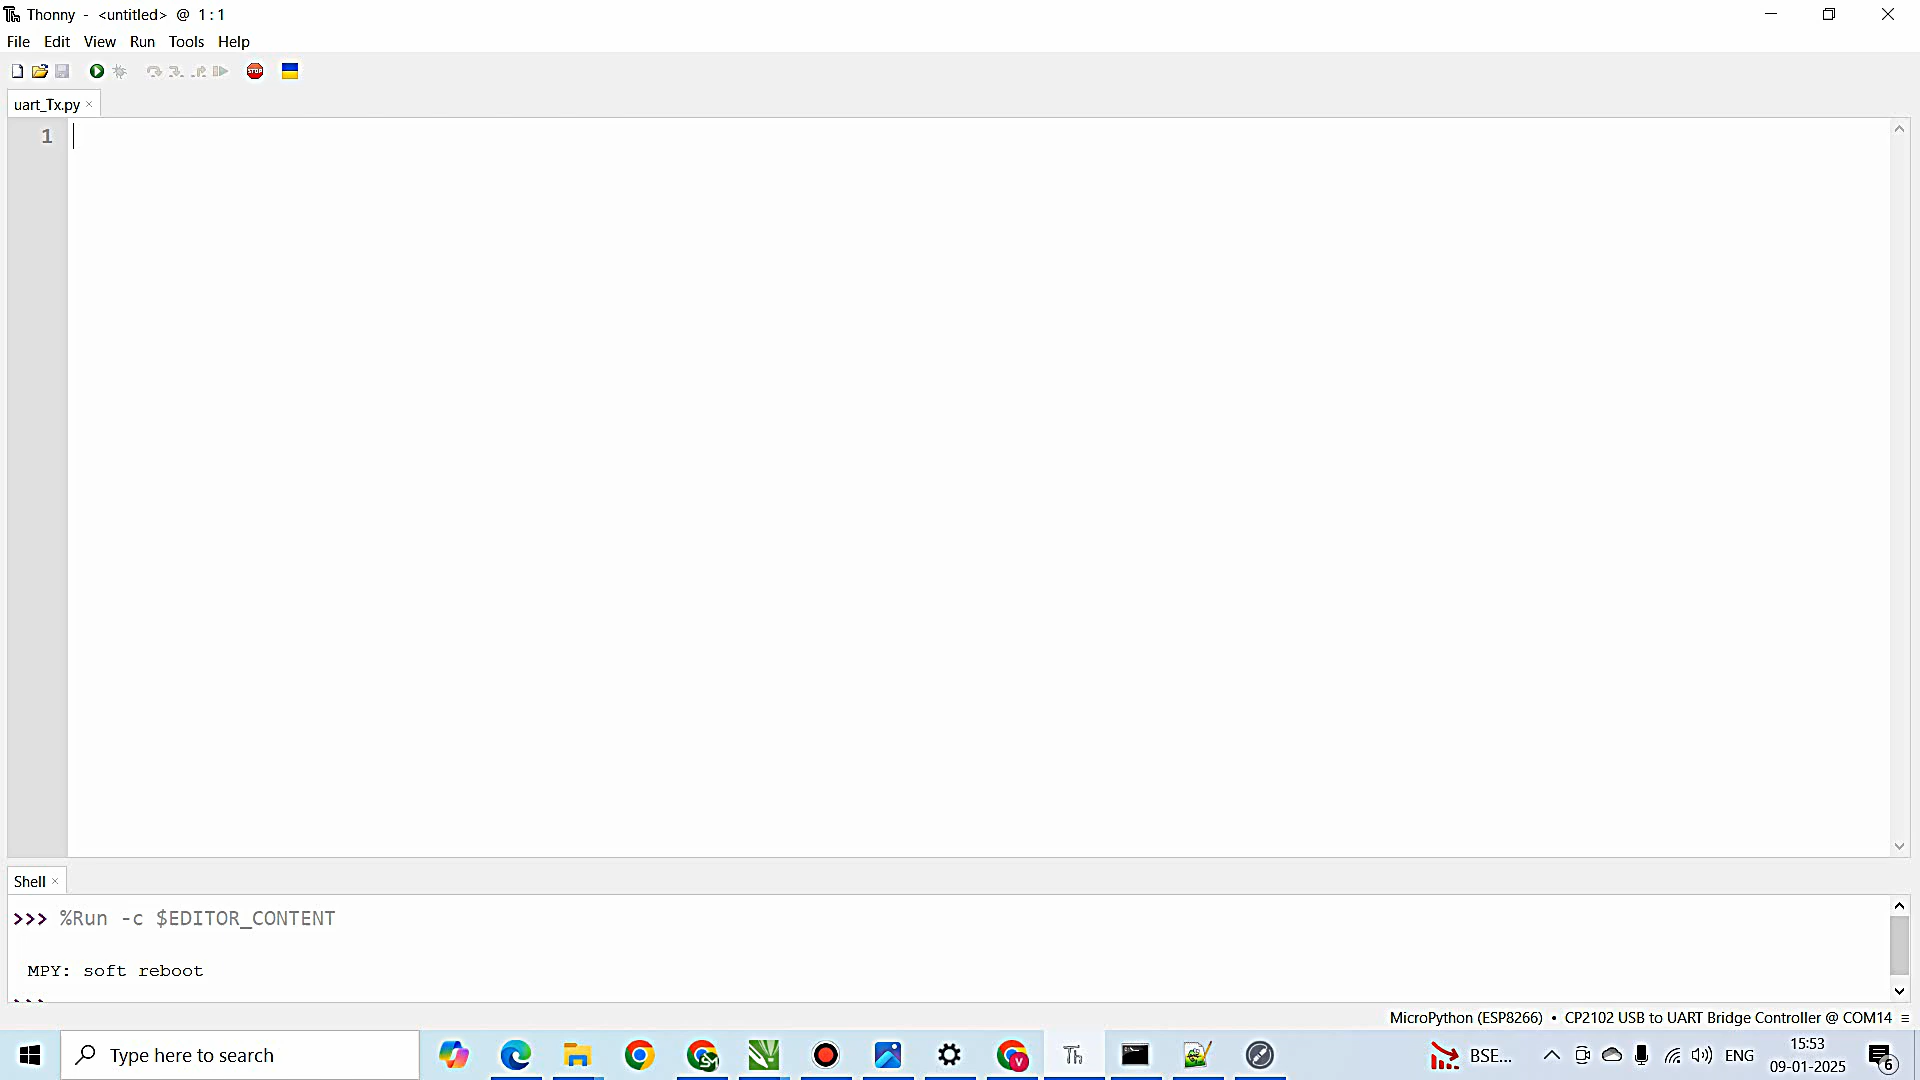 Thonny - <untitled> @ 1 : 1
File Edit View Run Tools Help
STOP
uart_Tx.py ×
1
Shell ×
>>> %Run -c $EDITOR_CONTENT
MPY: soft reboot
>>>
MicroPython (ESP8266) • CP2102 USB to UART Bridge Controller @ COM14 ≡
Type here to search
Th
V
BSE...
ENG
15:53
09-01-2025
6